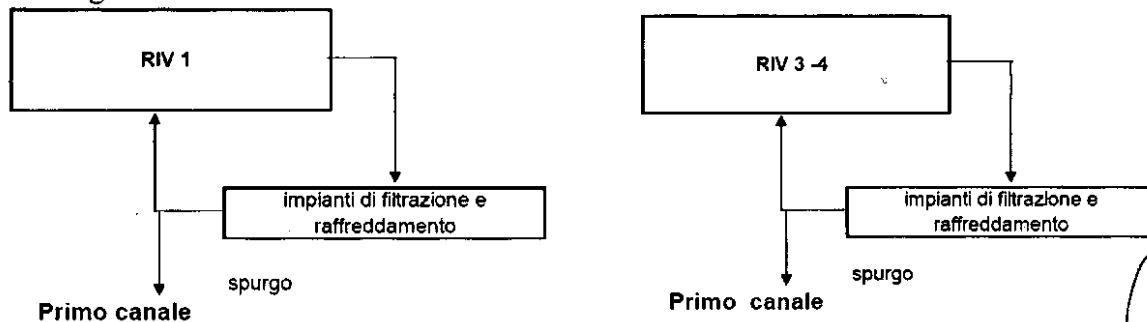 RIV 1
impianti di filtrazione e
raffreddamento
spurgo
Primo canale
RIV 3 -4
impianti di filtrazione e
raffreddamento
spurgo
Primo canale